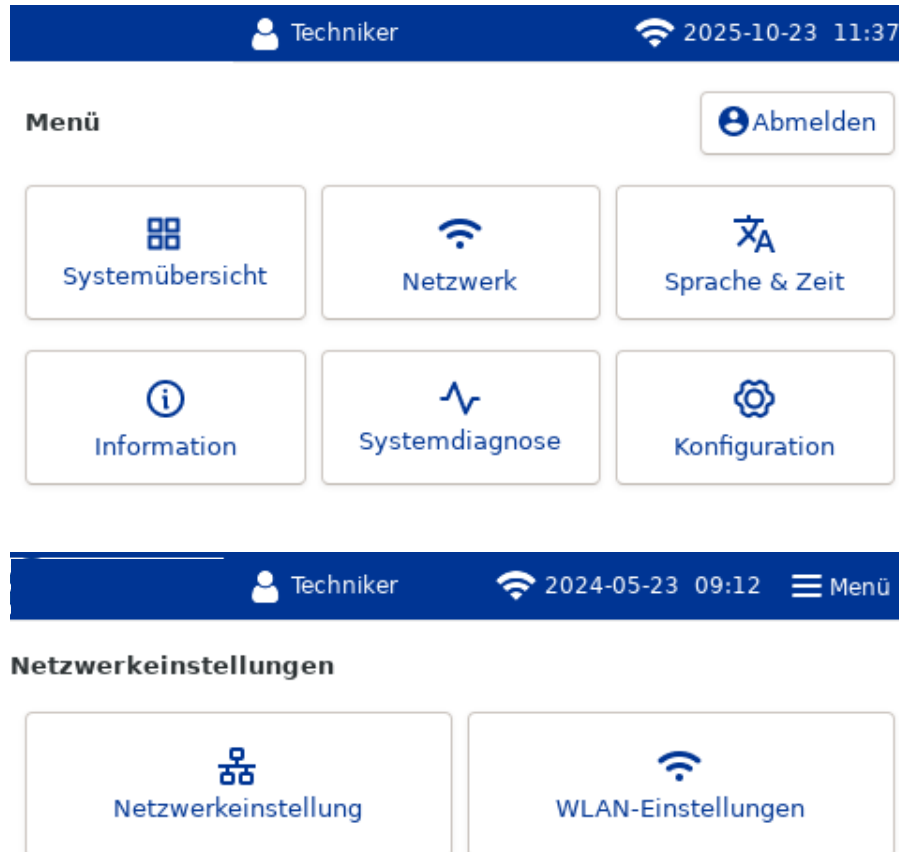 Techniker 2025-10-23 11:37
Menü Abmelden
Systemübersicht Netzwerk Sprache & Zeit
Information Systemdiagnose Konfiguration
Techniker 2024-05-23 09:12 Menü
Netzwerkeinstellungen
Netzwerkeinstellung WLAN-Einstellungen